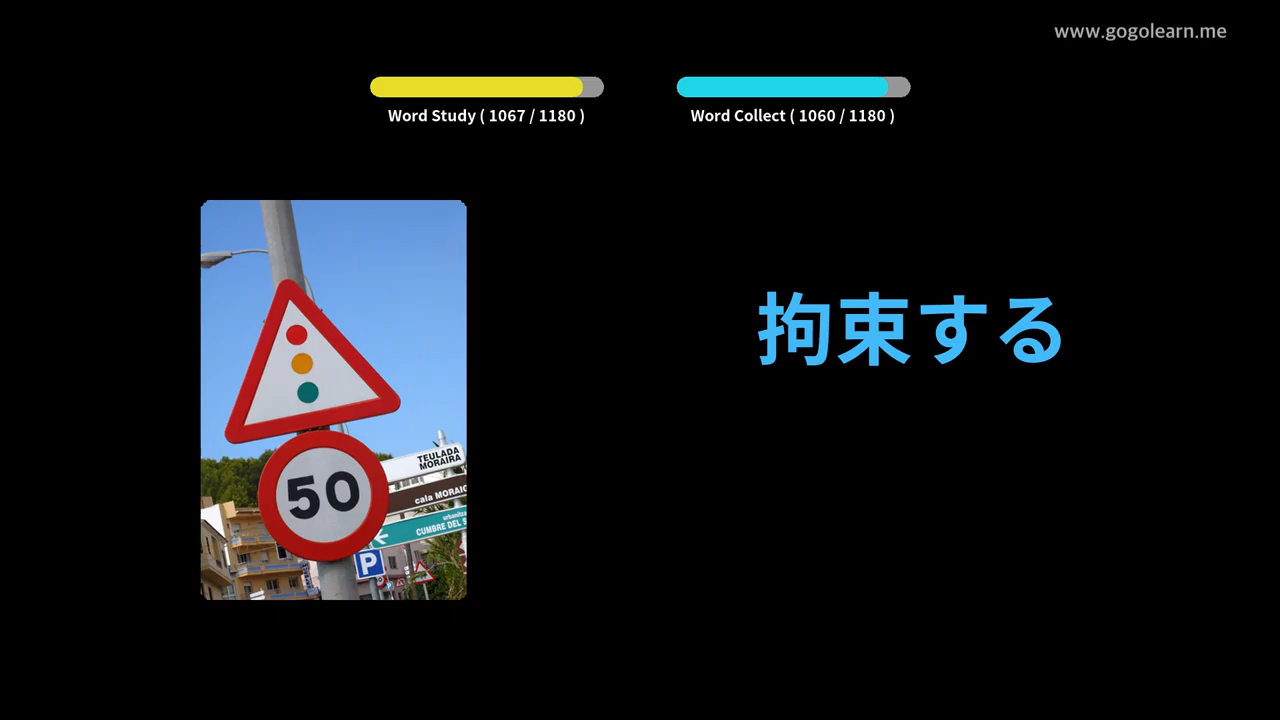 www.gogolearn.me
Word Study ( 1067 / 1180 )
Word Collect ( 1060 / 1180 )
拘束する
50
TEULADA
MORAIRA
cala
CUMBRE DEL
P